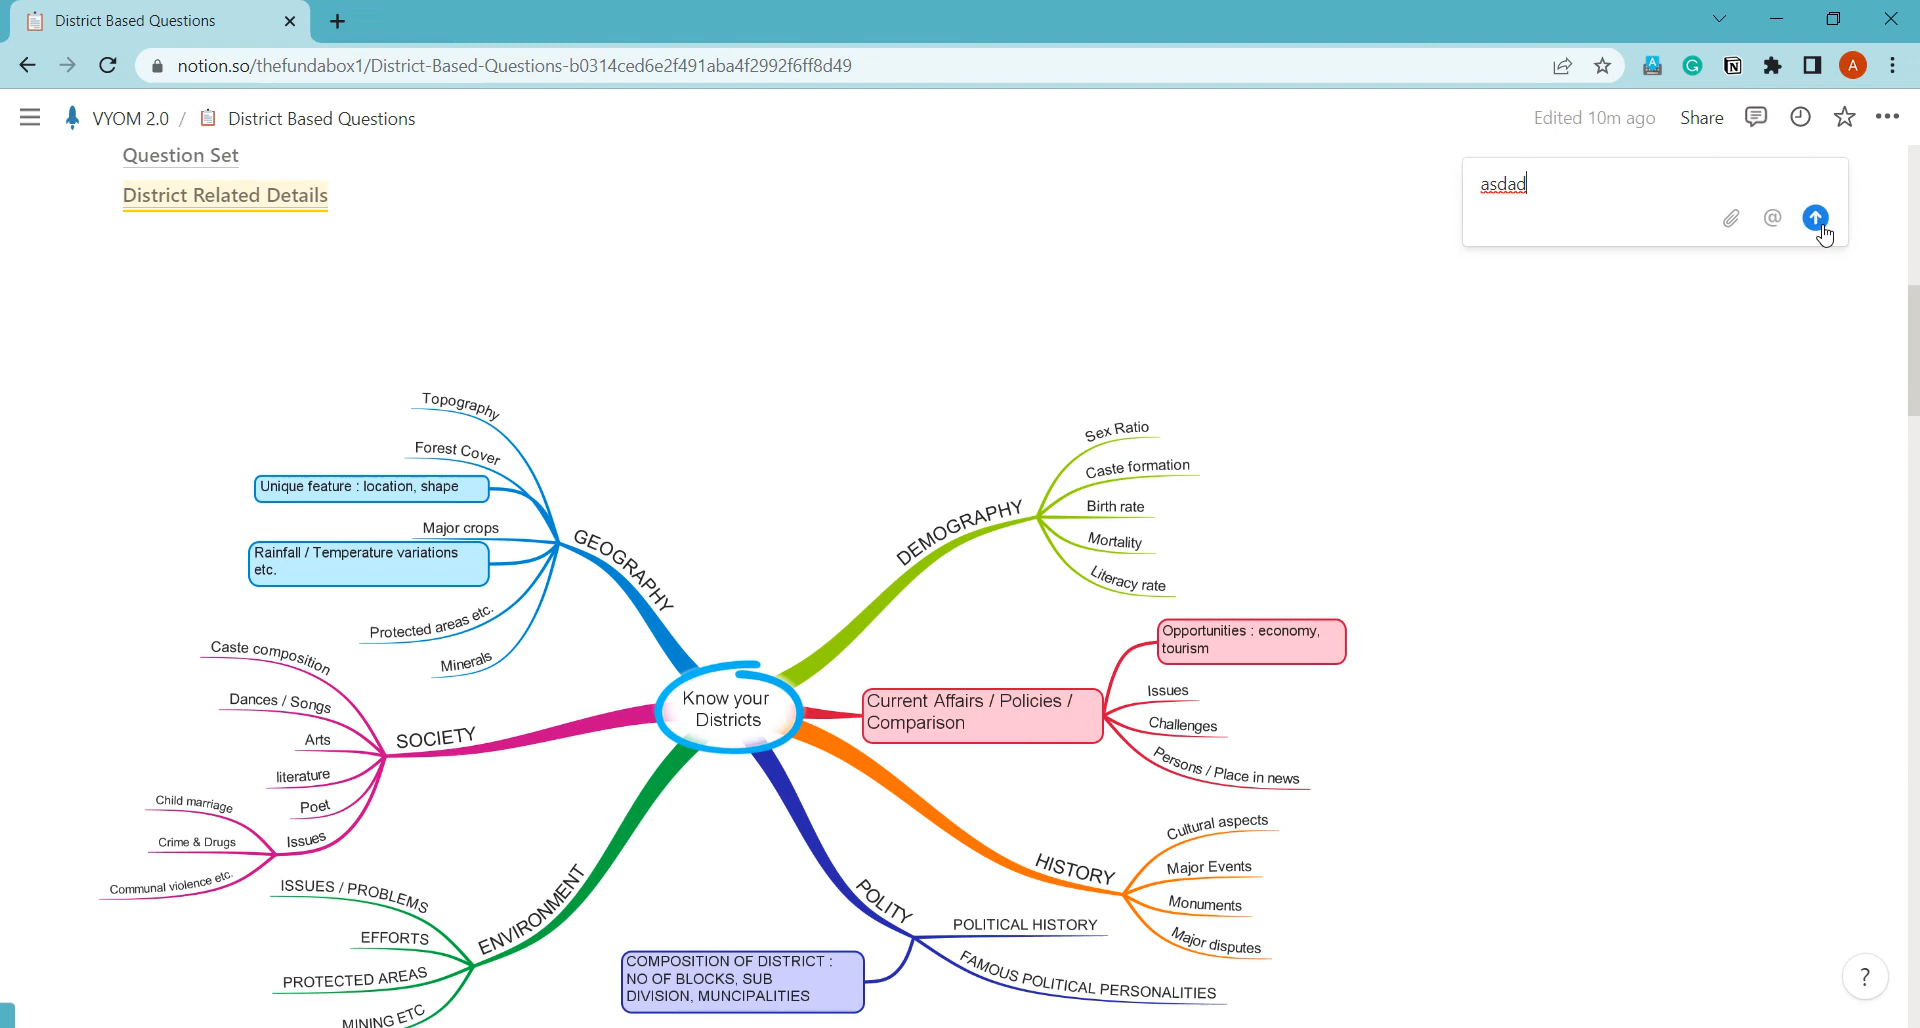 District Based Questions
notion.so/thefundabox1/District-Based-Questions-b0314ced6e2f491aba4f2992f6ff8d49
A
VYOM 2.0 / District Based Questions
Edited 10m ago
Share
Question Set
District Related Details
asdad
@
Topography
Forest Cover
Unique feature : location, shape
Major crops
Rainfall / Temperature variations
etc.
Protected areas etc.
Minerals
GEOGRAPHY
Sex Ratio
Caste formation
Birth rate
Mortality
Literacy rate
DEMOGRAPHY
Know your
Districts
Current Affairs / Policies /
Comparison
Opportunities : economy,
tourism
Issues
Challenges
Persons / Place in news
Caste composition
Dances / Songs
Arts
literature
Poet
Issues
Child marriage
Crime & Drugs
Communal violence etc.
SOCIETY
HISTORY
Cultural aspects
Major Events
Monuments
Major disputes
ENVIRONMENT
ISSUES / PROBLEMS
EFFORTS
PROTECTED AREAS
MINING ETC
POLITY
POLITICAL HISTORY
FAMOUS POLITICAL PERSONALITIES
COMPOSITION OF DISTRICT :
NO OF BLOCKS, SUB
DIVISION, MUNCIPALITIES
?